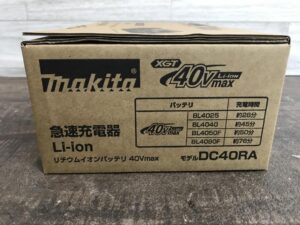 XGT 40Vmax Li-ion
makita
バッテリ 充電時間
BL4025 約28分
BL4040 約45分
BL4050F 約50分
BL4080F 約76分
40Vmax
急速充電器
Li-ion
リチウムイオンバッテリ 40Vmax
モデル DC40RA